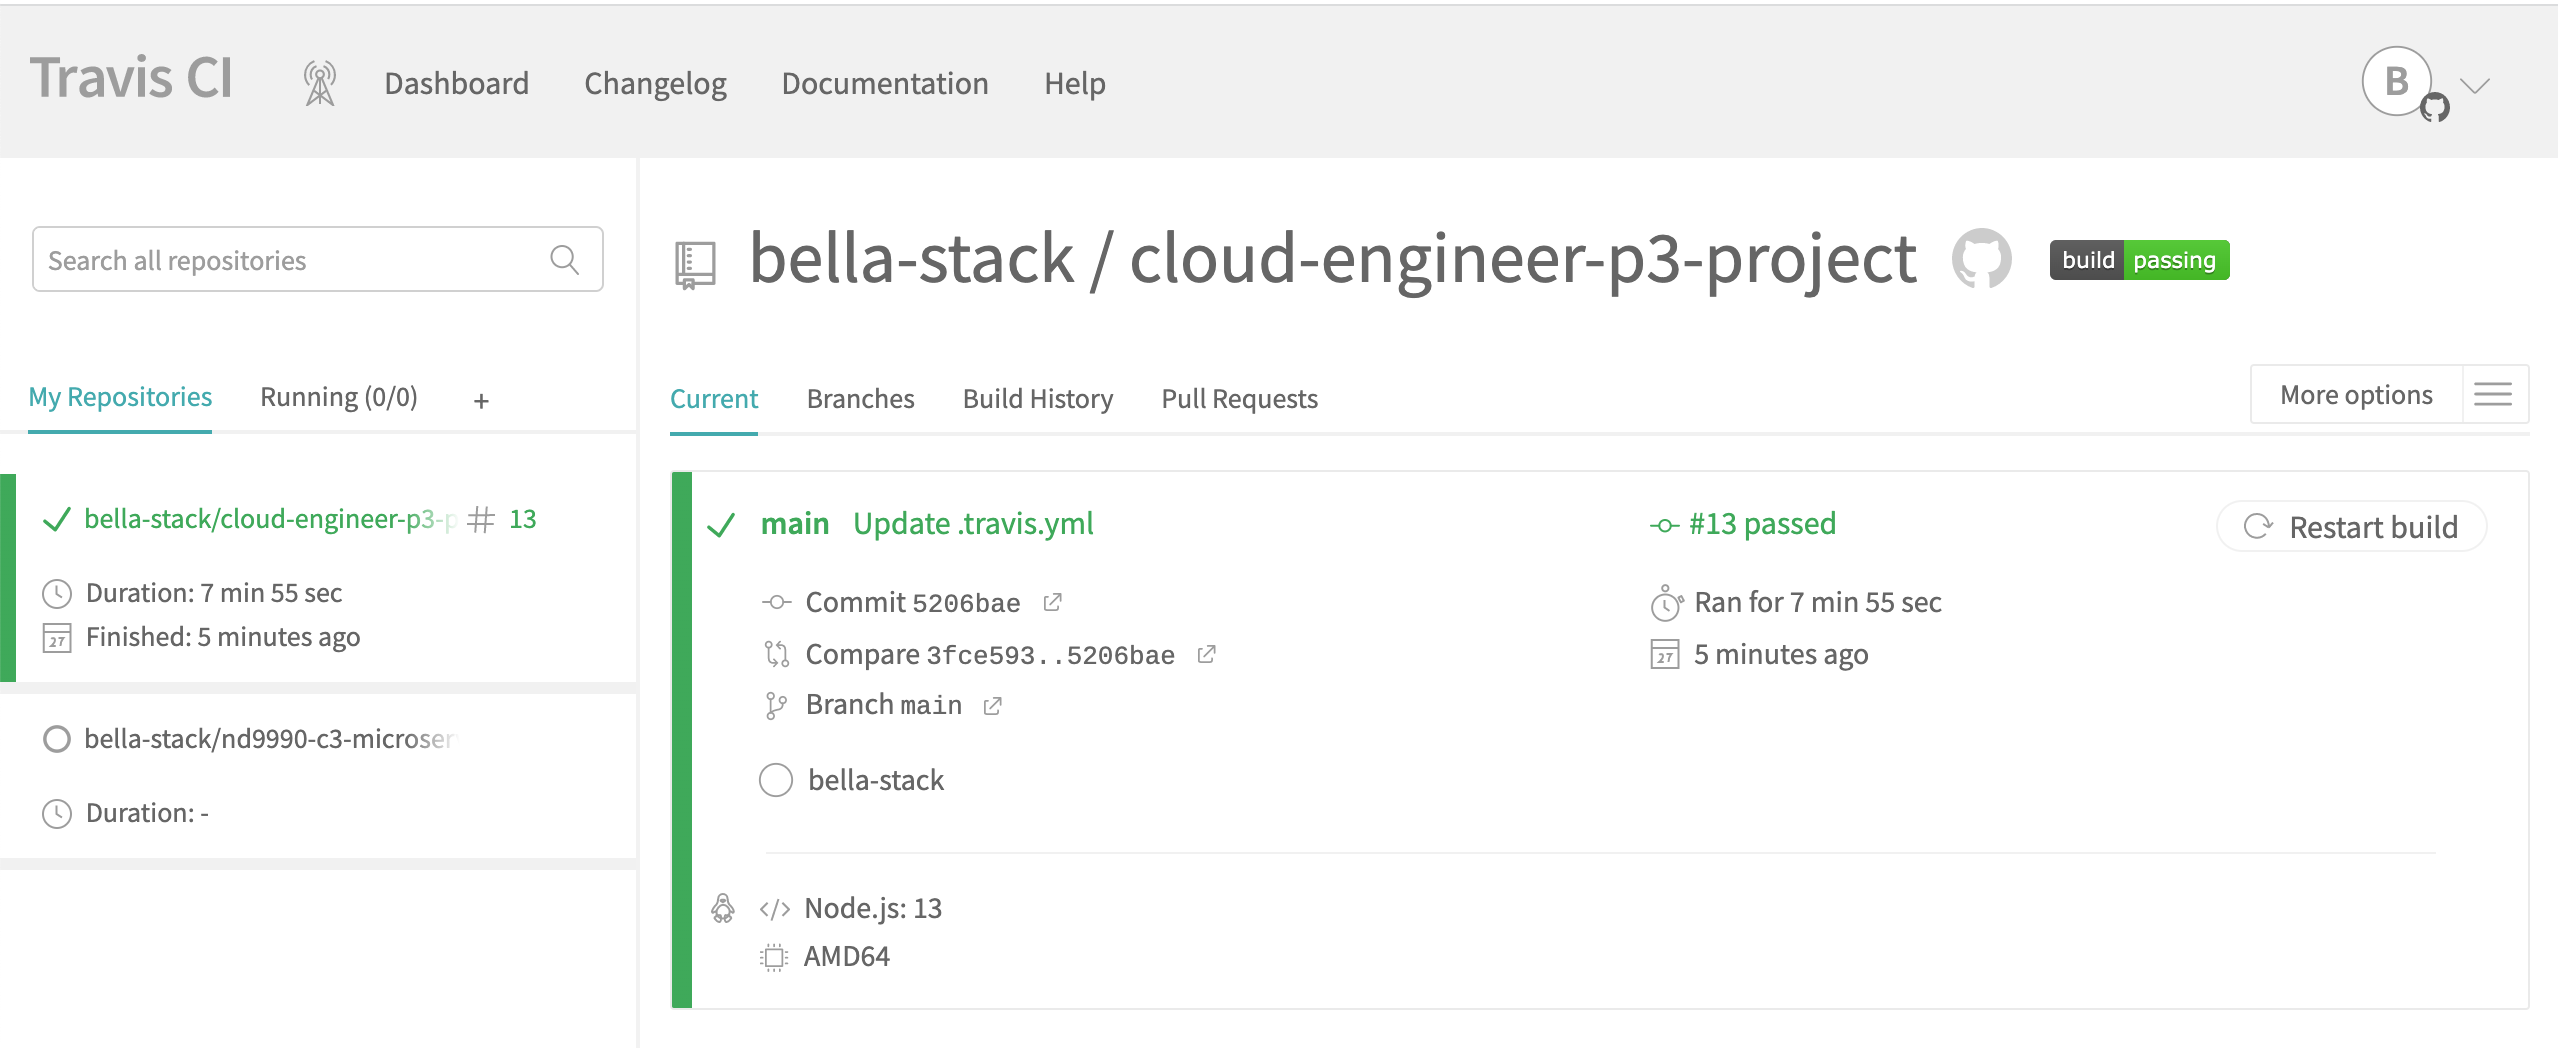 Travis CI
Dashboard
Changelog
Documentation
Help
B
Search all repositories
My Repositories
Running (0/0)
+
bella-stack/cloud-engineer-p3-p # 13
Duration: 7 min 55 sec
27 Finished: 5 minutes ago
bella-stack/nd9990-c3-microser
Duration: -
bella-stack / cloud-engineer-p3-project
build passing
Current
Branches
Build History
Pull Requests
More options
main Update .travis.yml
Commit 5206bae
Compare 3fce593..5206bae
Branch main
bella-stack
#13 passed
Ran for 7 min 55 sec
27 5 minutes ago
Restart build
</> Node.js: 13
AMD64